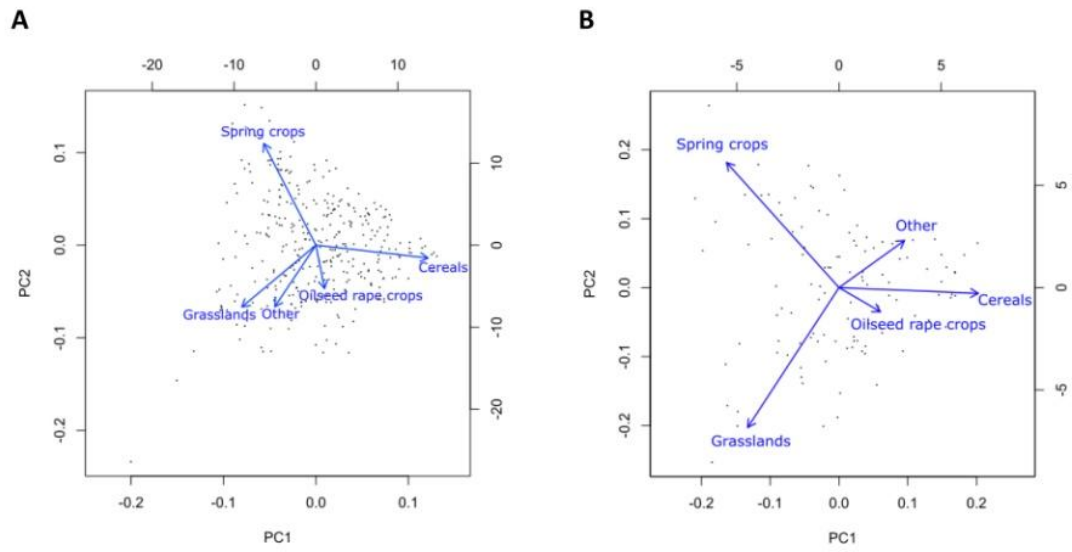 A
-20 -10 0 10
0.1
0.0
-0.1
-0.2
PC2
10
0
-10
-20
Spring crops
Cereals
Oilseed rape crops
Grasslands Other
-0.2 -0.1 0.0 0.1
PC1
B
-5 0 5
0.2
0.1
0.0
-0.1
-0.2
PC2
5
0
-5
Spring crops
Other
Cereals
Oilseed rape crops
Grasslands
-0.2 -0.1 0.0 0.1 0.2
PC1